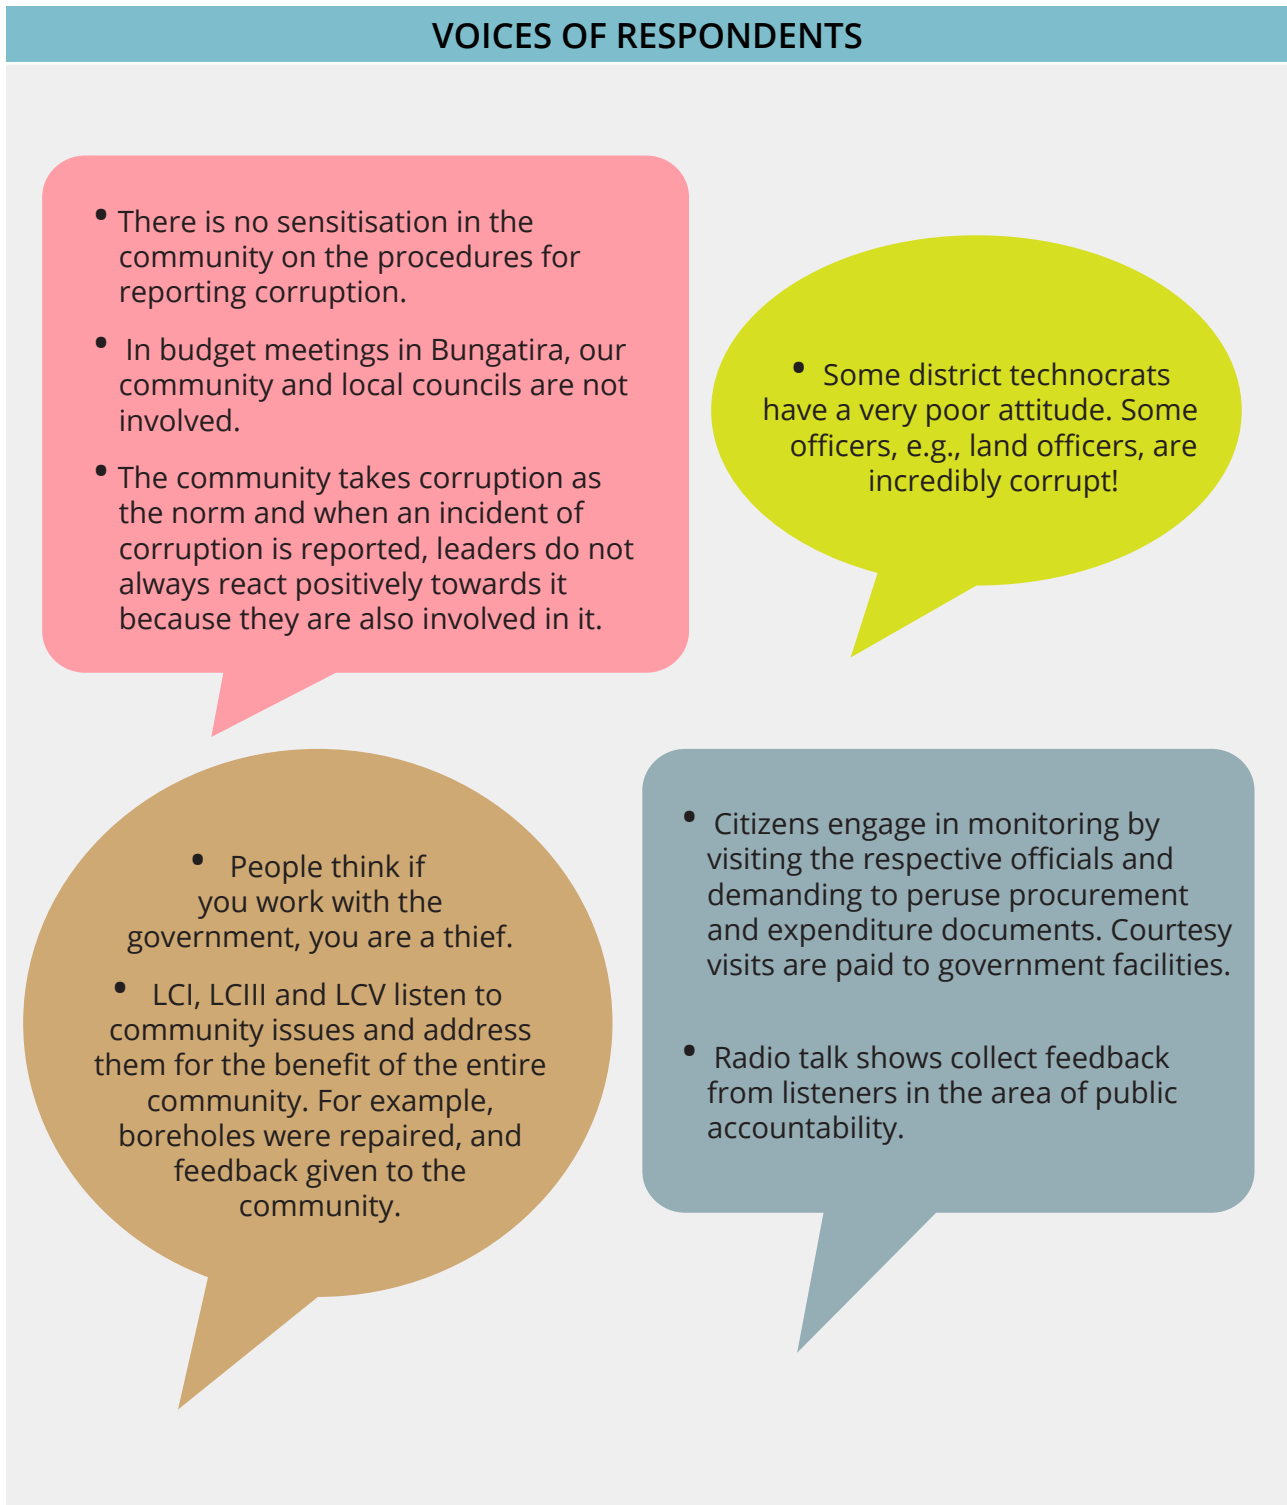 VOICES OF RESPONDENTS
• There is no sensitisation in the
community on the procedures for
reporting corruption.
• In budget meetings in Bungatira, our
community and local councils are not
involved.
• The community takes corruption as
the norm and when an incident of
corruption is reported, leaders do not
always react positively towards it
because they are also involved in it.
• Some district technocrats
have a very poor attitude. Some
officers, e.g., land officers, are
incredibly corrupt!
• People think if
you work with the
government, you are a thief.
• LCI, LCIII and LCV listen to
community issues and address
them for the benefit of the entire
community. For example,
boreholes were repaired, and
feedback given to the
community.
• Citizens engage in monitoring by
visiting the respective officials and
demanding to peruse procurement
and expenditure documents. Courtesy
visits are paid to government facilities.
• Radio talk shows collect feedback
from listeners in the area of public
accountability.